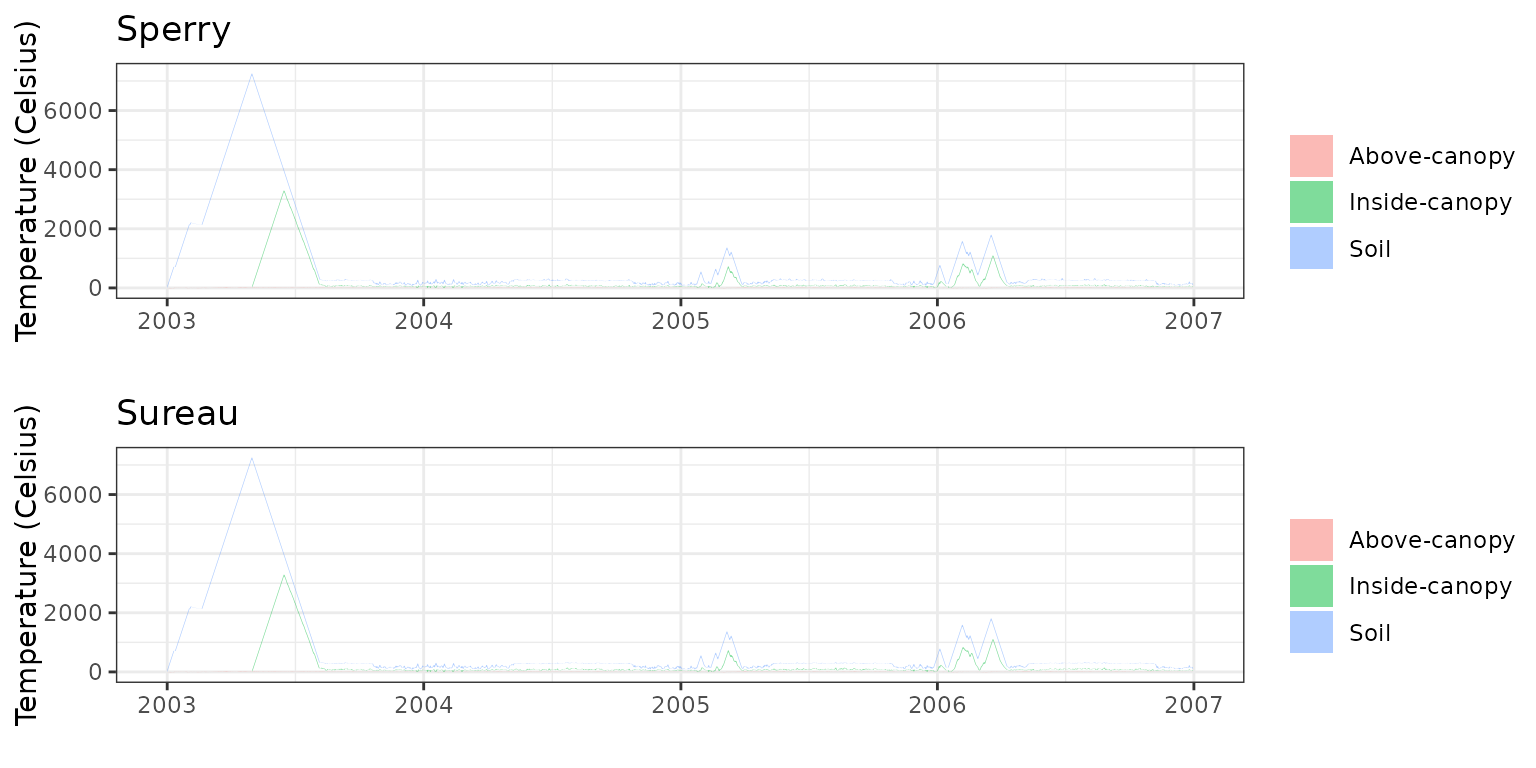 Sperry
Temperature (Celsius)
6000
4000
2000
0
2003 2004 2005 2006 2007
Above-canopy
Inside-canopy
Soil
Sureau
Temperature (Celsius)
6000
4000
2000
0
2003 2004 2005 2006 2007
Above-canopy
Inside-canopy
Soil